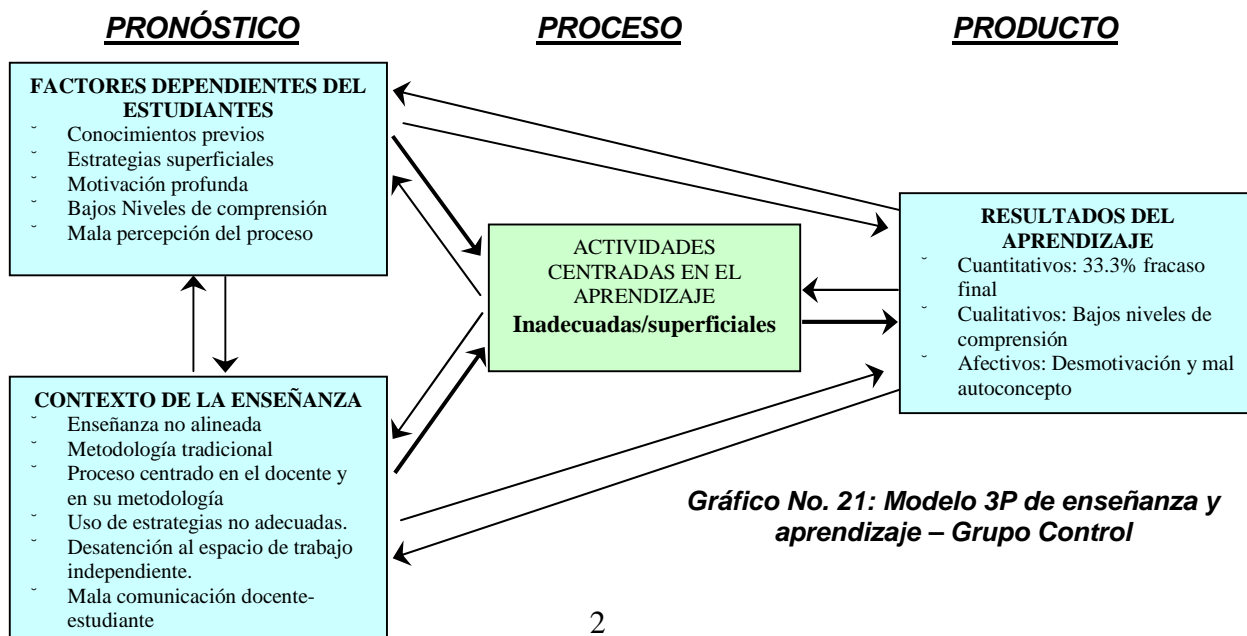 PRONÓSTICO
PROCESO
PRODUCTO
FACTORES DEPENDIENTES DEL
ESTUDIANTES
˘ Conocimientos previos
˘ Estrategias superficiales
˘ Motivación profunda
˘ Bajos Niveles de comprensión
˘ Mala percepción del proceso
ACTIVIDADES
CENTRADAS EN EL
APRENDIZAJE
Inadecuadas/superficiales
RESULTADOS DEL
APRENDIZAJE
˘ Cuantitativos: 33.3% fracaso
final
˘ Cualitativos: Bajos niveles de
comprensión
˘ Afectivos: Desmotivación y mal
autoconcepto
CONTEXTO DE LA ENSEÑANZA
˘ Enseñanza no alineada
˘ Metodología tradicional
˘ Proceso centrado en el docente y
en su metodología
˘ Uso de estrategias no adecuadas.
˘ Desatención al espacio de trabajo
independiente.
˘ Mala comunicación docente-
estudiante
Gráfico No. 21: Modelo 3P de enseñanza y
aprendizaje – Grupo Control
2